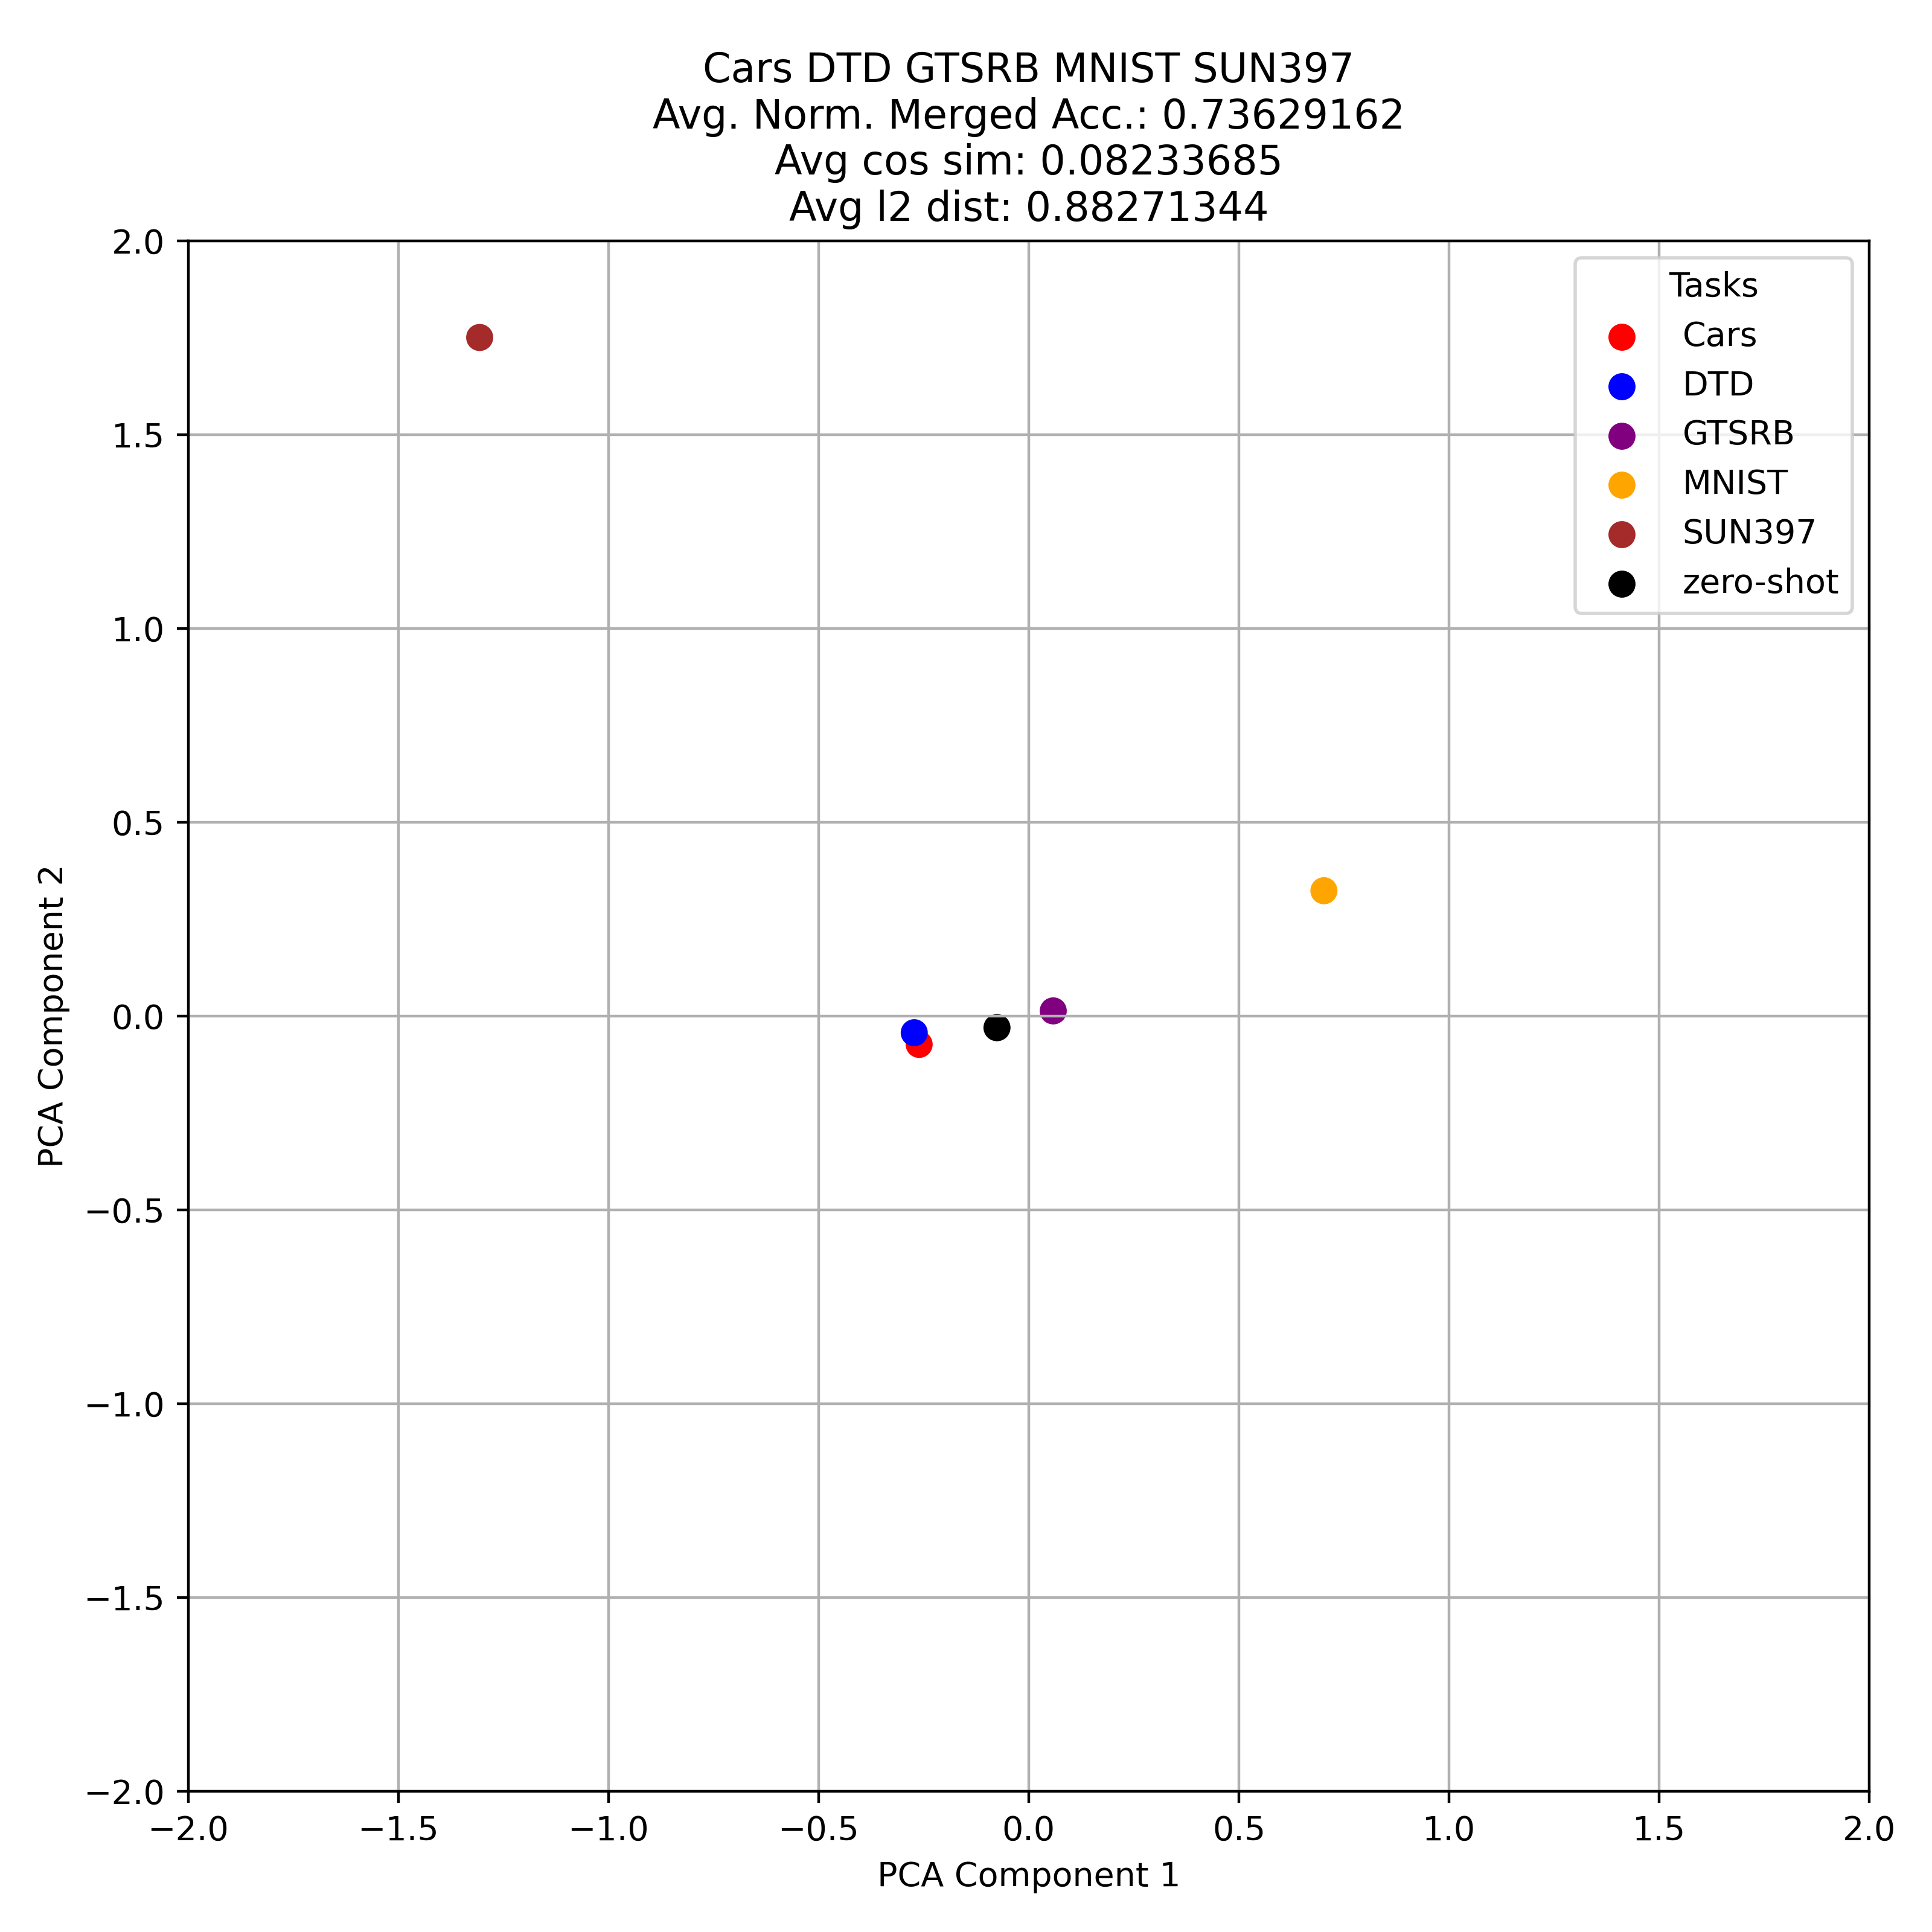 Cars DTD GTSRB MNIST SUN397
Avg. Norm. Merged Acc.: 0.73629162
Avg cos sim: 0.08233685
Avg l2 dist: 0.88271344
2.0
1.5
1.0
0.5
0.0
−0.5
−1.0
−1.5
−2.0
PCA Component 2
Tasks
Cars
DTD
GTSRB
MNIST
SUN397
zero-shot
−2.0 −1.5 −1.0 −0.5 0.0 0.5 1.0 1.5 2.0
PCA Component 1